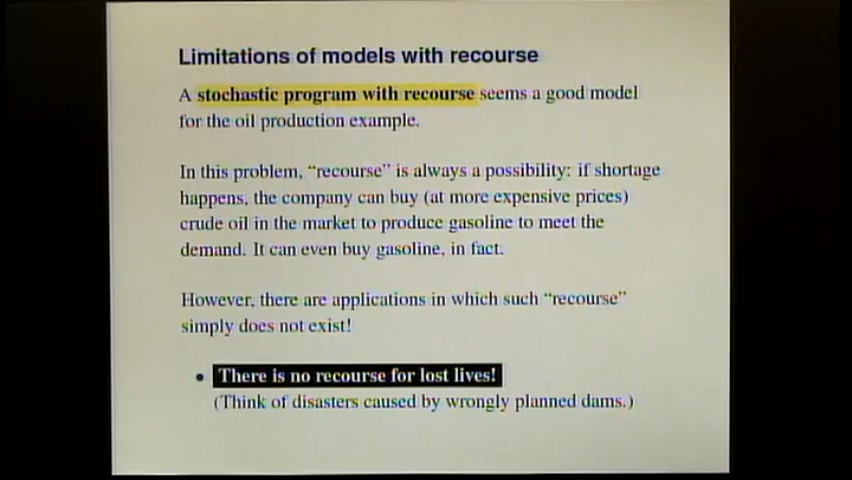 Limitations of models with recourse
A stochastic program with recourse seems a good model
for the oil production example.
In this problem, “recourse” is always a possibility: if shortage
happens, the company can buy (at more expensive prices)
crude oil in the market to produce gasoline to meet the
demand. It can even buy gasoline, in fact.
However, there are applications in which such “recourse”
simply does not exist!
• There is no recourse for lost lives!
(Think of disasters caused by wrongly planned dams.)